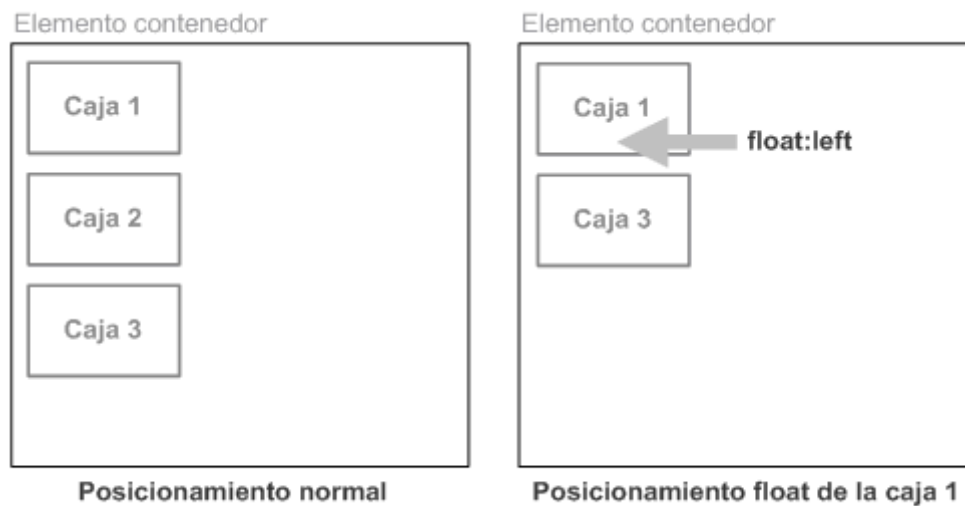 Elemento contenedor
Caja 1
Caja 2
Caja 3
Posicionamiento normal
Elemento contenedor
Caja 1
float:left
Caja 3
Posicionamiento float de la caja 1